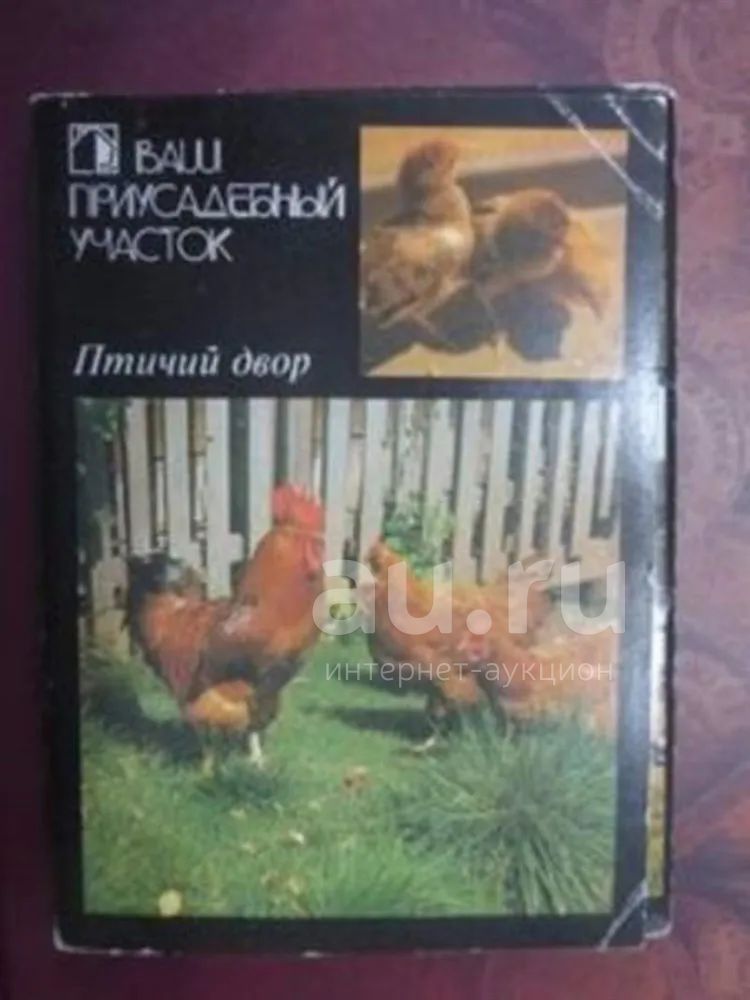 ВАШ
ПРИУСАДЕБНЫЙ
УЧАСТОК
Птичий двор
au.ru
интернет-аукцион